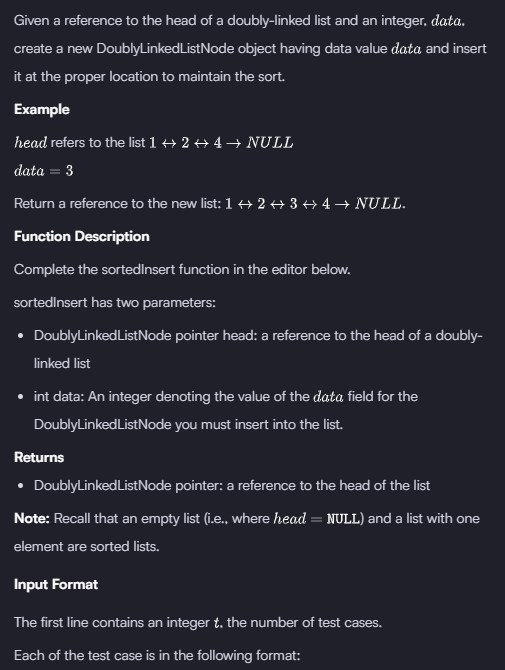 Given a reference to the head of a doubly-linked list and an integer, data,
create a new DoublyLinkedListNode object having data value data and insert
it at the proper location to maintain the sort.
Example
head refers to the list 1 ↔ 2 ↔ 4 → NULL
data = 3
Return a reference to the new list: 1 ↔ 2 ↔ 3 ↔ 4 → NULL.
Function Description
Complete the sortedInsert function in the editor below.
sortedInsert has two parameters:
• DoublyLinkedListNode pointer head: a reference to the head of a doubly-
linked list
• int data: An integer denoting the value of the data field for the
DoublyLinkedListNode you must insert into the list.
Returns
• DoublyLinkedListNode pointer: a reference to the head of the list
Note: Recall that an empty list (i.e., where head = NULL) and a list with one
element are sorted lists.
Input Format
The first line contains an integer t, the number of test cases.
Each of the test case is in the following format: